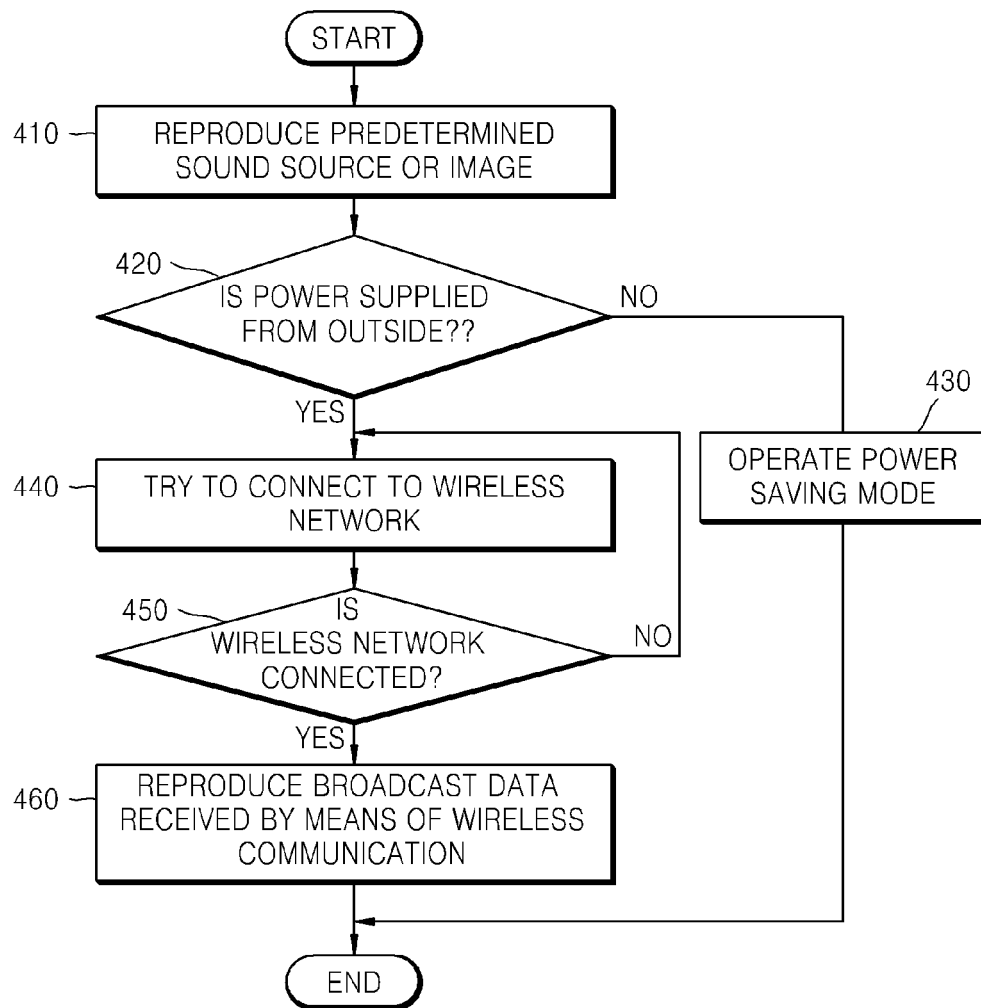 START
410
REPRODUCE PREDETERMINED
SOUND SOURCE OR IMAGE
420
IS POWER SUPPLIED
FROM OUTSIDE??
NO
YES
430
OPERATE POWER
SAVING MODE
440
TRY TO CONNECT TO WIRELESS
NETWORK
450
IS
WIRELESS NETWORK
CONNECTED?
NO
YES
460
REPRODUCE BROADCAST DATA
RECEIVED BY MEANS OF WIRELESS
COMMUNICATION
END